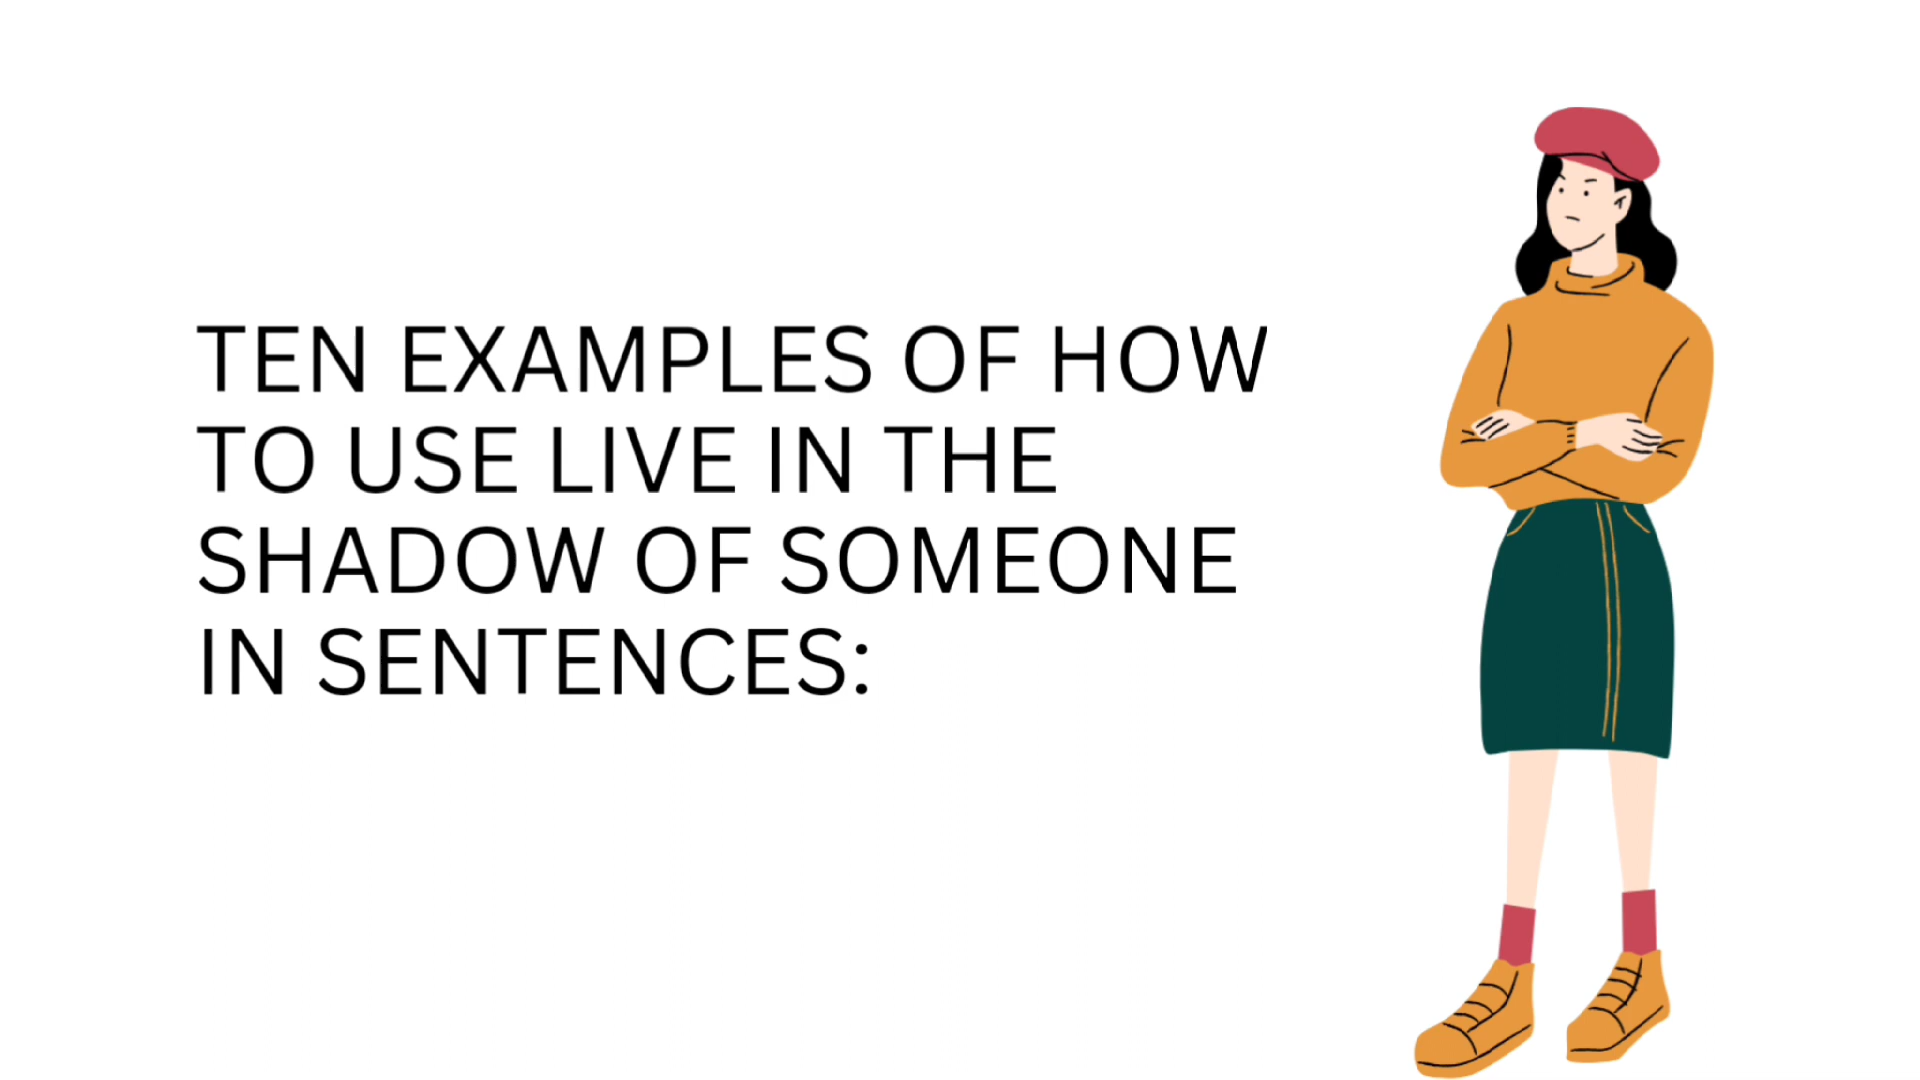 TEN EXAMPLES OF HOW
TO USE LIVE IN THE
SHADOW OF SOMEONE
IN SENTENCES: